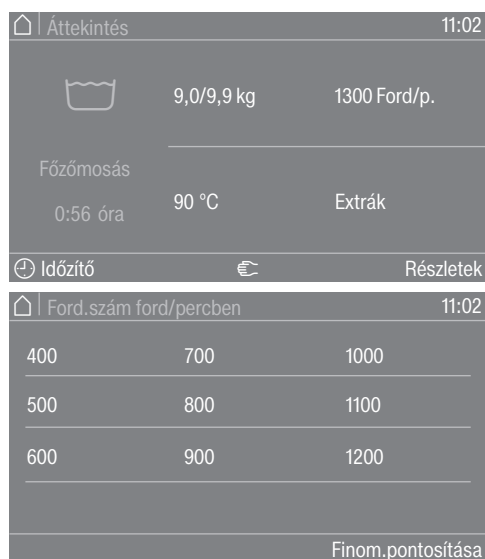 Áttekintés 11:02
9,0/9,9 kg 1300 Ford/p.
Főzőmosás
0:56 óra
90 °C Extrák
Időzítő Részletek
Ford.szám ford/percben 11:02
400 700 1000
500 800 1100
600 900 1200
Finom.pontosítása